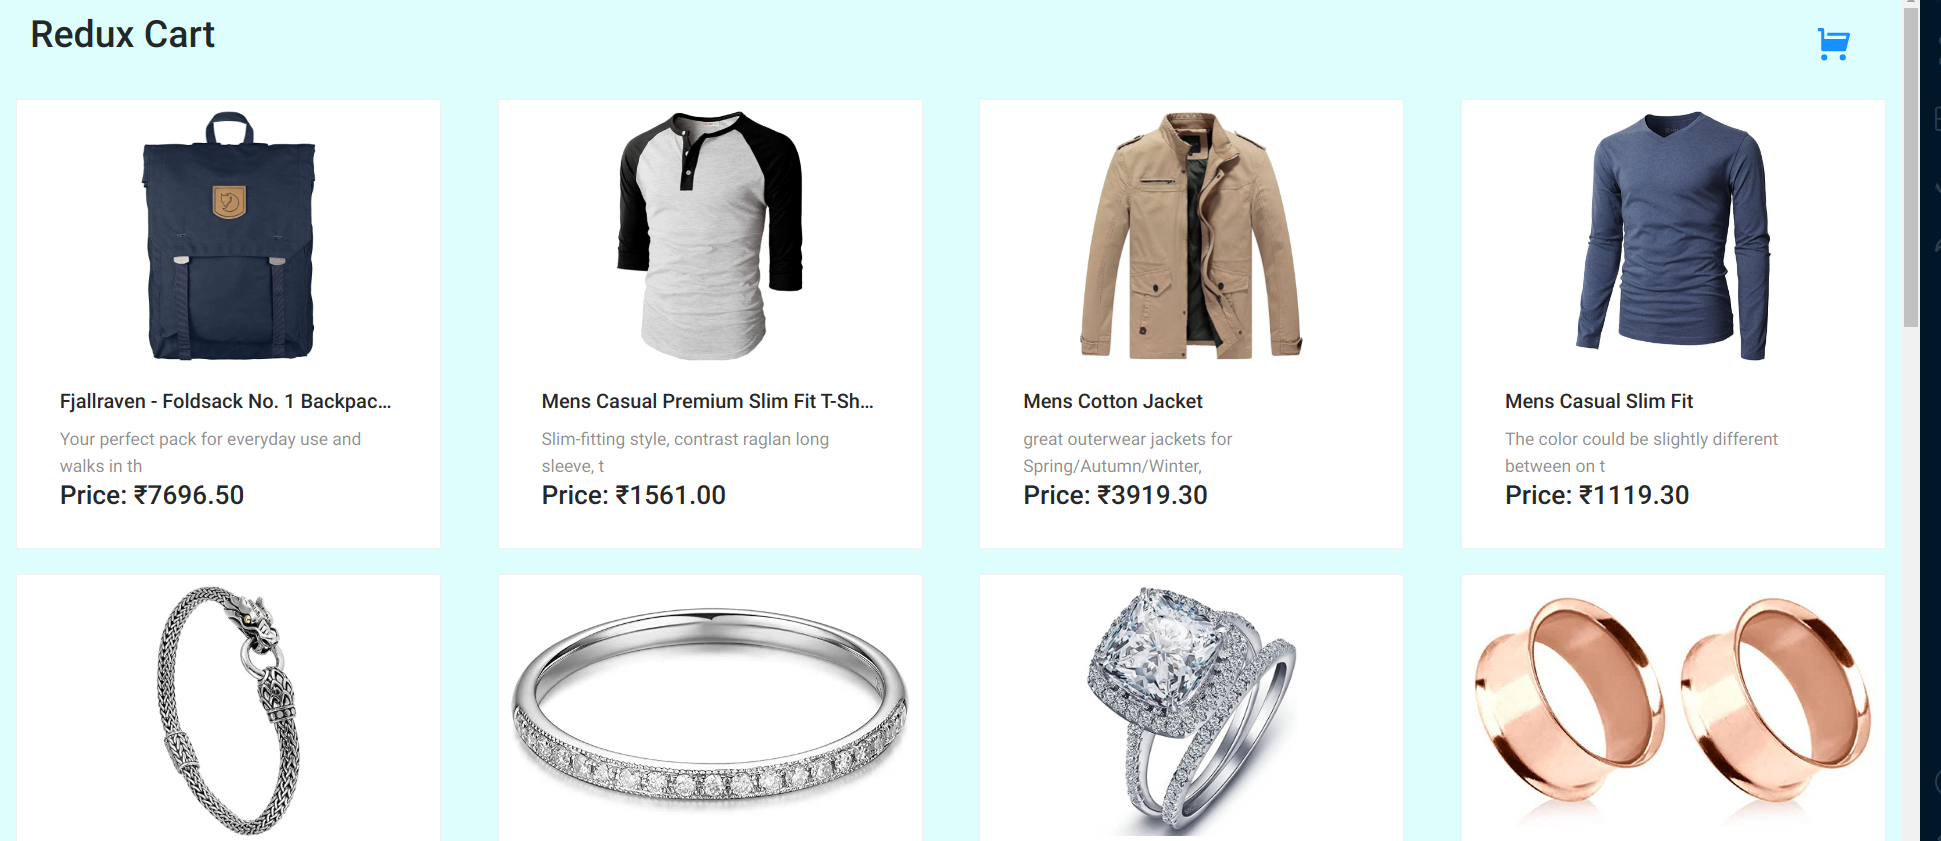 Redux Cart
Fjallraven - Foldsack No. 1 Backpac...
Your perfect pack for everyday use and
walks in th
Price: ₹7696.50
Mens Casual Premium Slim Fit T-Sh...
Slim-fitting style, contrast raglan long
sleeve, t
Price: ₹1561.00
Mens Cotton Jacket
great outerwear jackets for
Spring/Autumn/Winter,
Price: ₹3919.30
Mens Casual Slim Fit
The color could be slightly different
between on t
Price: ₹1119.30